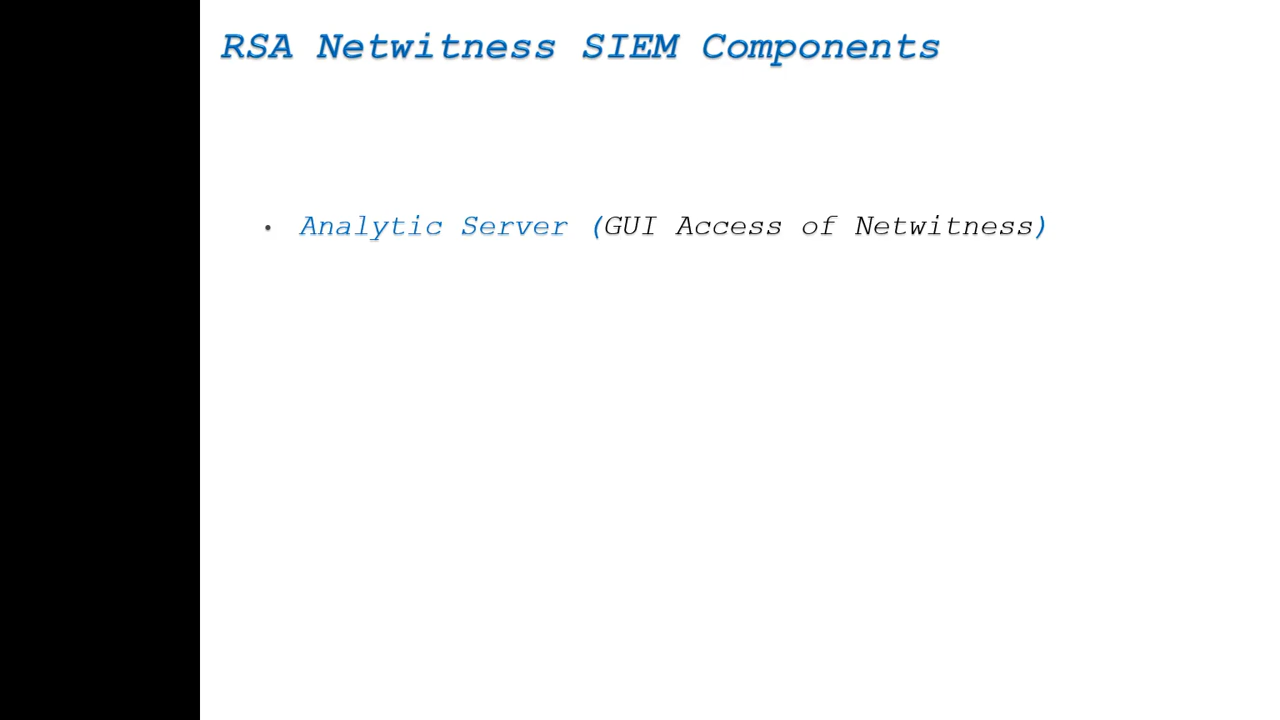 RSA Netwitness SIEM Components
• Analytic Server (GUI Access of Netwitness)